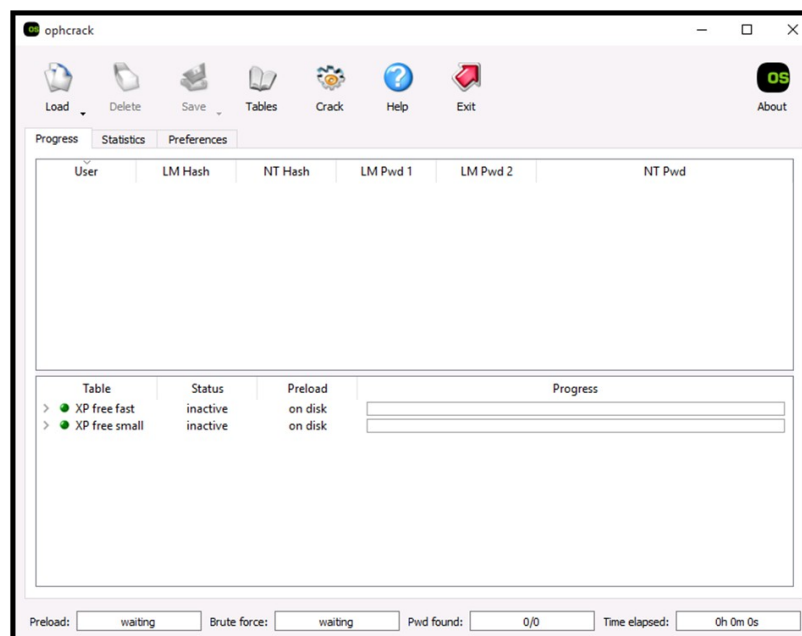 OS ophcrack
OS
Load Delete Save Tables Crack Help Exit About
Progress Statistics Preferences
User LM Hash NT Hash LM Pwd 1 LM Pwd 2 NT Pwd
Table Status Preload Progress
XP free fast inactive on disk
XP free small inactive on disk
Preload: waiting Brute force: waiting Pwd found: 0/0 Time elapsed: 0h 0m 0s